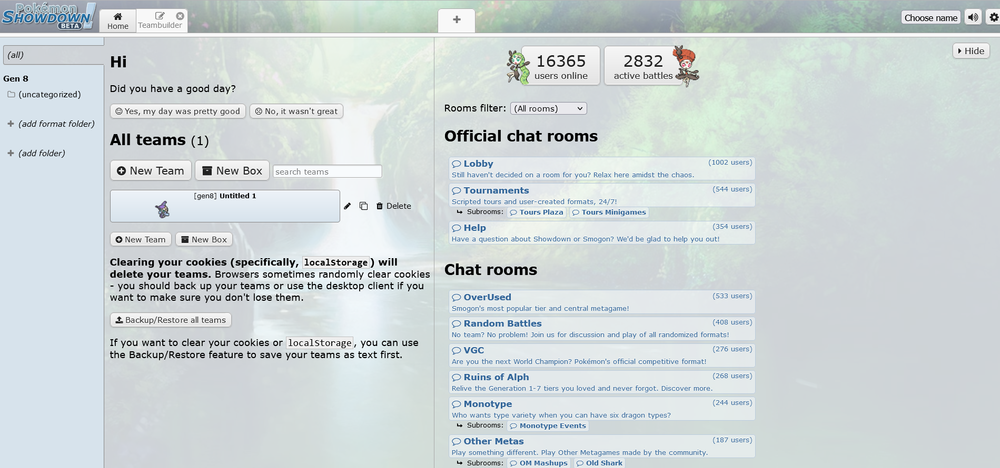 Pokémon
Showdown!
BETA
Home
Teambuilder
+
Choose name
(all)
Gen 8
(uncategorized)
(add format folder)
(add folder)
Hi
Did you have a good day?
Yes, my day was pretty good
No, it wasn't great
All teams (1)
New Team
New Box
search teams
[gen8] Untitled 1
Delete
New Team
New Box
Clearing your cookies (specifically, localStorage) will
delete your teams. Browsers sometimes randomly clear cookies
- you should back up your teams or use the desktop client if you
want to make sure you don't lose them.
Backup/Restore all teams
If you want to clear your cookies or localStorage, you can use
the Backup/Restore feature to save your teams as text first.
16365
users online
2832
active battles
Hide
Rooms filter: (All rooms)
Official chat rooms
Lobby (1002 users)
Still haven't decided on a room for you? Relax here amidst the chaos.
Tournaments (544 users)
Scripted tours and user-created formats, 24/7!
Subrooms: Tours Plaza Tours Minigames
Help (354 users)
Have a question about Showdown or Smogon? We'd be glad to help you out!
Chat rooms
OverUsed (533 users)
Smogon's most popular tier and central metagame!
Random Battles (408 users)
No team? No problem! Join us for discussion and play of all randomized formats!
VGC (276 users)
Are you the next World Champion? Pokémon's official competitive format!
Ruins of Alph (268 users)
Relive the Generation 1-7 tiers you loved and never forgot. Discover more.
Monotype (244 users)
Who wants type variety when you can have six dragon types?
Subrooms: Monotype Events
Other Metas (187 users)
Play something different. Play Other Metagames made by the community.
Subrooms: OM Mashups Old Shark